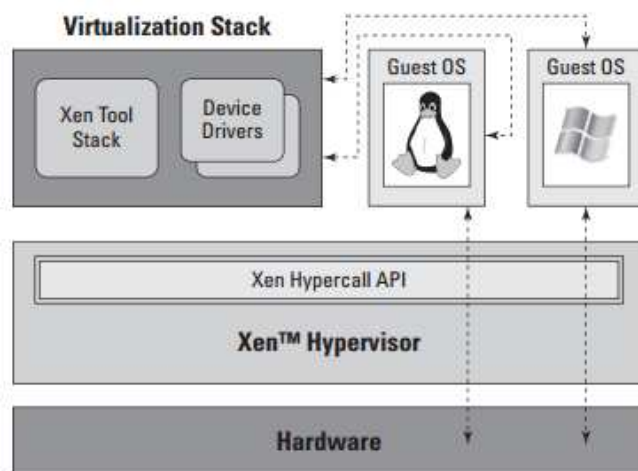 Virtualization Stack
Xen Tool
Stack
Device
Drivers
Guest OS
Guest OS
Xen Hypercall API
Xen™ Hypervisor
Hardware